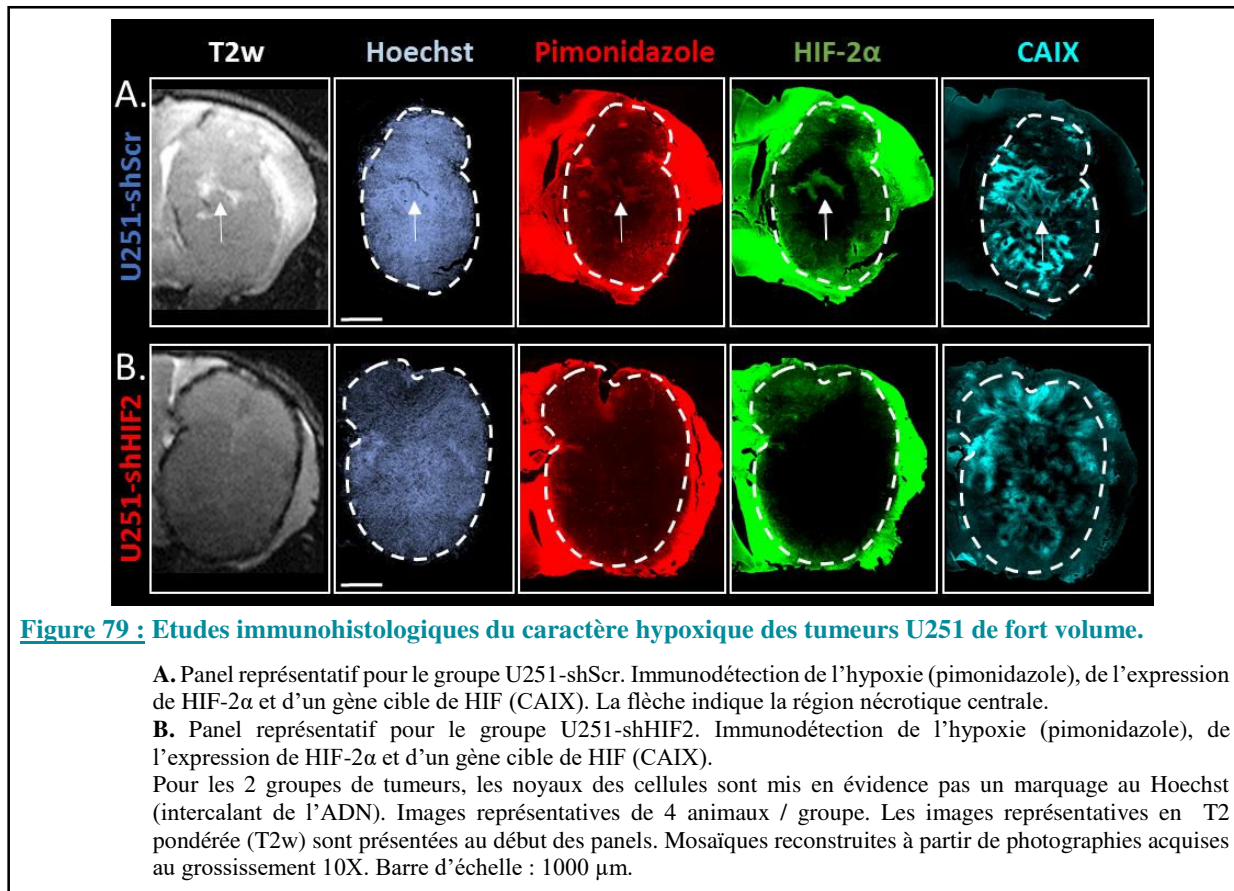 T2w Hoechst Pimonidazole HIF-2α CAIX
A.
U251-shScr
B.
U251-shHIF2
Figure 79 : Etudes immunohistologiques du caractère hypoxique des tumeurs U251 de fort volume.
A. Panel représentatif pour le groupe U251-shScr. Immunodétection de l’hypoxie (pimonidazole), de l’expression
de HIF-2α et d’un gène cible de HIF (CAIX). La flèche indique la région nécrotique centrale.
B. Panel représentatif pour le groupe U251-shHIF2. Immunodétection de l’hypoxie (pimonidazole), de
l’expression de HIF-2α et d’un gène cible de HIF (CAIX).
Pour les 2 groupes de tumeurs, les noyaux des cellules sont mis en évidence pas un marquage au Hoechst
(intercalant de l’ADN). Images représentatives de 4 animaux / groupe. Les images représentatives en T2
pondérée (T2w) sont présentées au début des panels. Mosaïques reconstruites à partir de photographies acquises
au grossissement 10X. Barre d’échelle : 1000 µm.